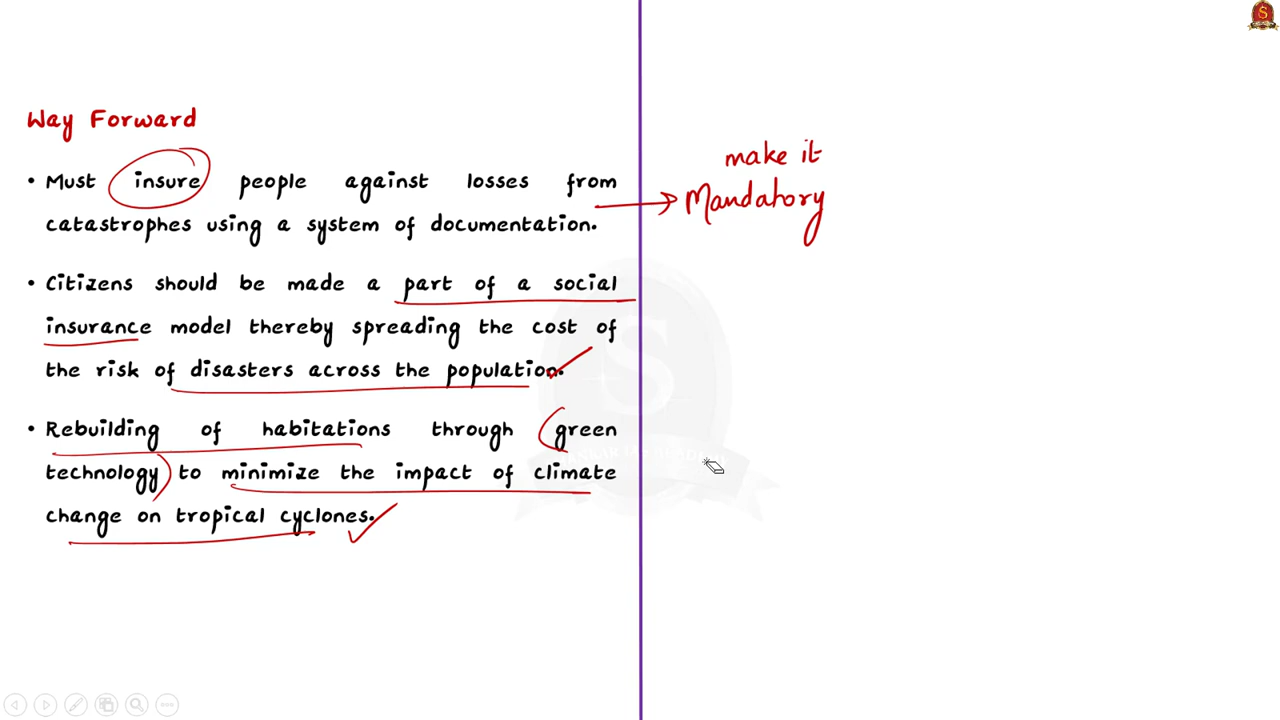 Way Forward
• Must insure people against losses from
catastrophes using a system of documentation.
make it
Mandatory
• Citizens should be made a part of a social
insurance model thereby spreading the cost of
the risk of disasters across the population.
• Rebuilding of habitations through green
technology to minimize the impact of climate
change on tropical cyclones.